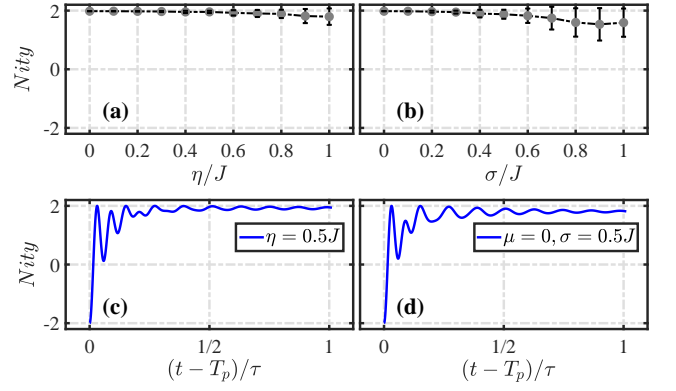 2
0
-2
Nity
(a)
0 0.2 0.4 0.6 0.8 1
η/J
(b)
0 0.2 0.4 0.6 0.8 1
σ/J
2
0
-2
Nity
η = 0.5J
(c)
0 1/2 1
(t − T_p)/τ
μ = 0, σ = 0.5J
(d)
0 1/2 1
(t − T_p)/τ